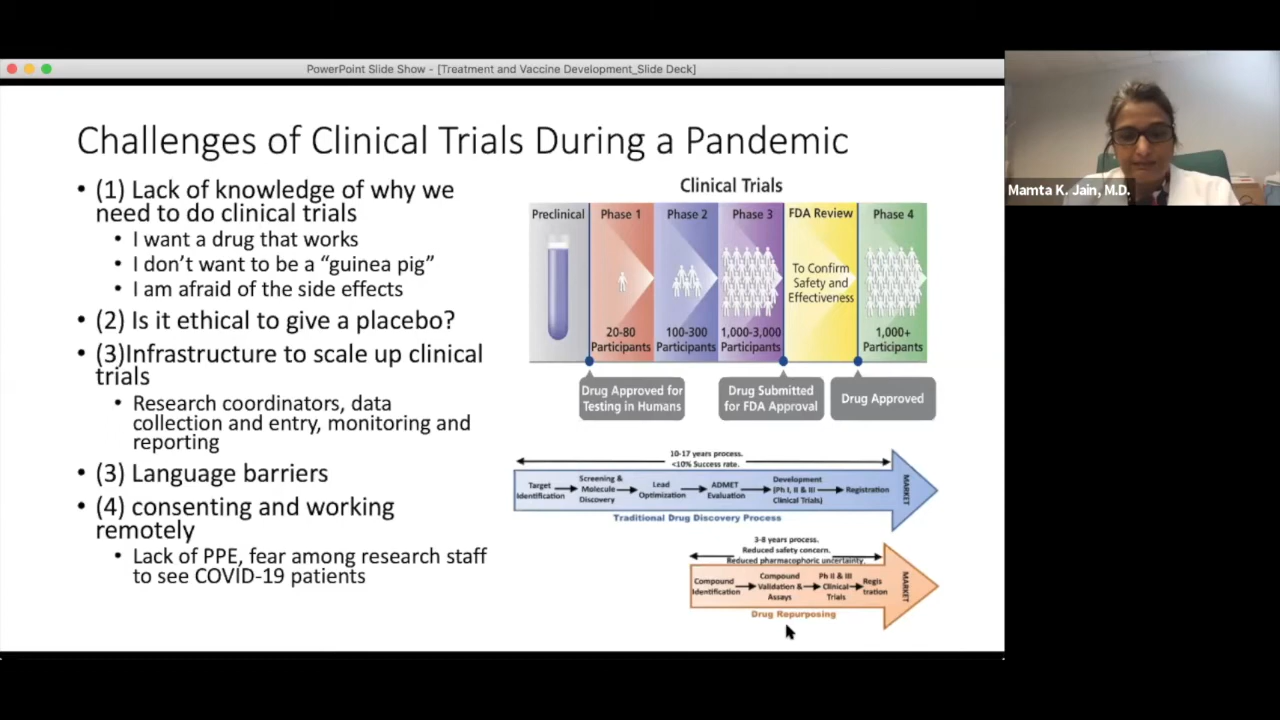 PowerPoint Slide Show - [Treatment and Vaccine Development_Slide Deck]
Challenges of Clinical Trials During a Pandemic
• (1) Lack of knowledge of why we
need to do clinical trials
• I want a drug that works
• I don’t want to be a “guinea pig”
• I am afraid of the side effects
• (2) Is it ethical to give a placebo?
• (3)Infrastructure to scale up clinical
trials
• Research coordinators, data
collection and entry, monitoring and
reporting
• (3) Language barriers
• (4) consenting and working
remotely
• Lack of PPE, fear among research staff
to see COVID-19 patients
Clinical Trials
Preclinical
Phase 1
20-80
Participants
Phase 2
100-300
Participants
Phase 3
1,000-3,000
Participants
FDA Review
To Confirm
Safety and
Effectiveness
Phase 4
1,000+
Participants
Drug Approved for
Testing in Humans
Drug Submitted
for FDA Approval
Drug Approved
10-17 years process.
<10% Success rate.
Target
Identification
Screening &
Molecule
Discovery
Lead
Optimization
ADMET
Evaluation
Development
(Ph I, II & III
Clinical Trials)
Registration
MARKET
Traditional Drug Discovery Process
3-8 years process.
Reduced safety concern.
Reduced pharmacophoric uncertainty.
Compound
Identification
Compound
Validation &
Assays
Ph II & III
Clinical
Trials
Regis
tration
MARKET
Drug Repurposing
Mamta K. Jain, M.D.